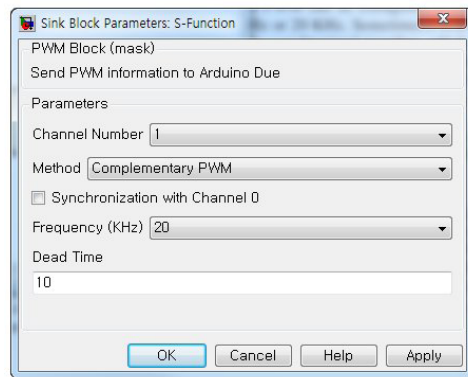 Sink Block Parameters: S-Function
PWM Block (mask)
Send PWM information to Arduino Due
Parameters
Channel Number 1
Method Complementary PWM
Synchronization with Channel 0
Frequency (KHz) 20
Dead Time
10
OK Cancel Help Apply